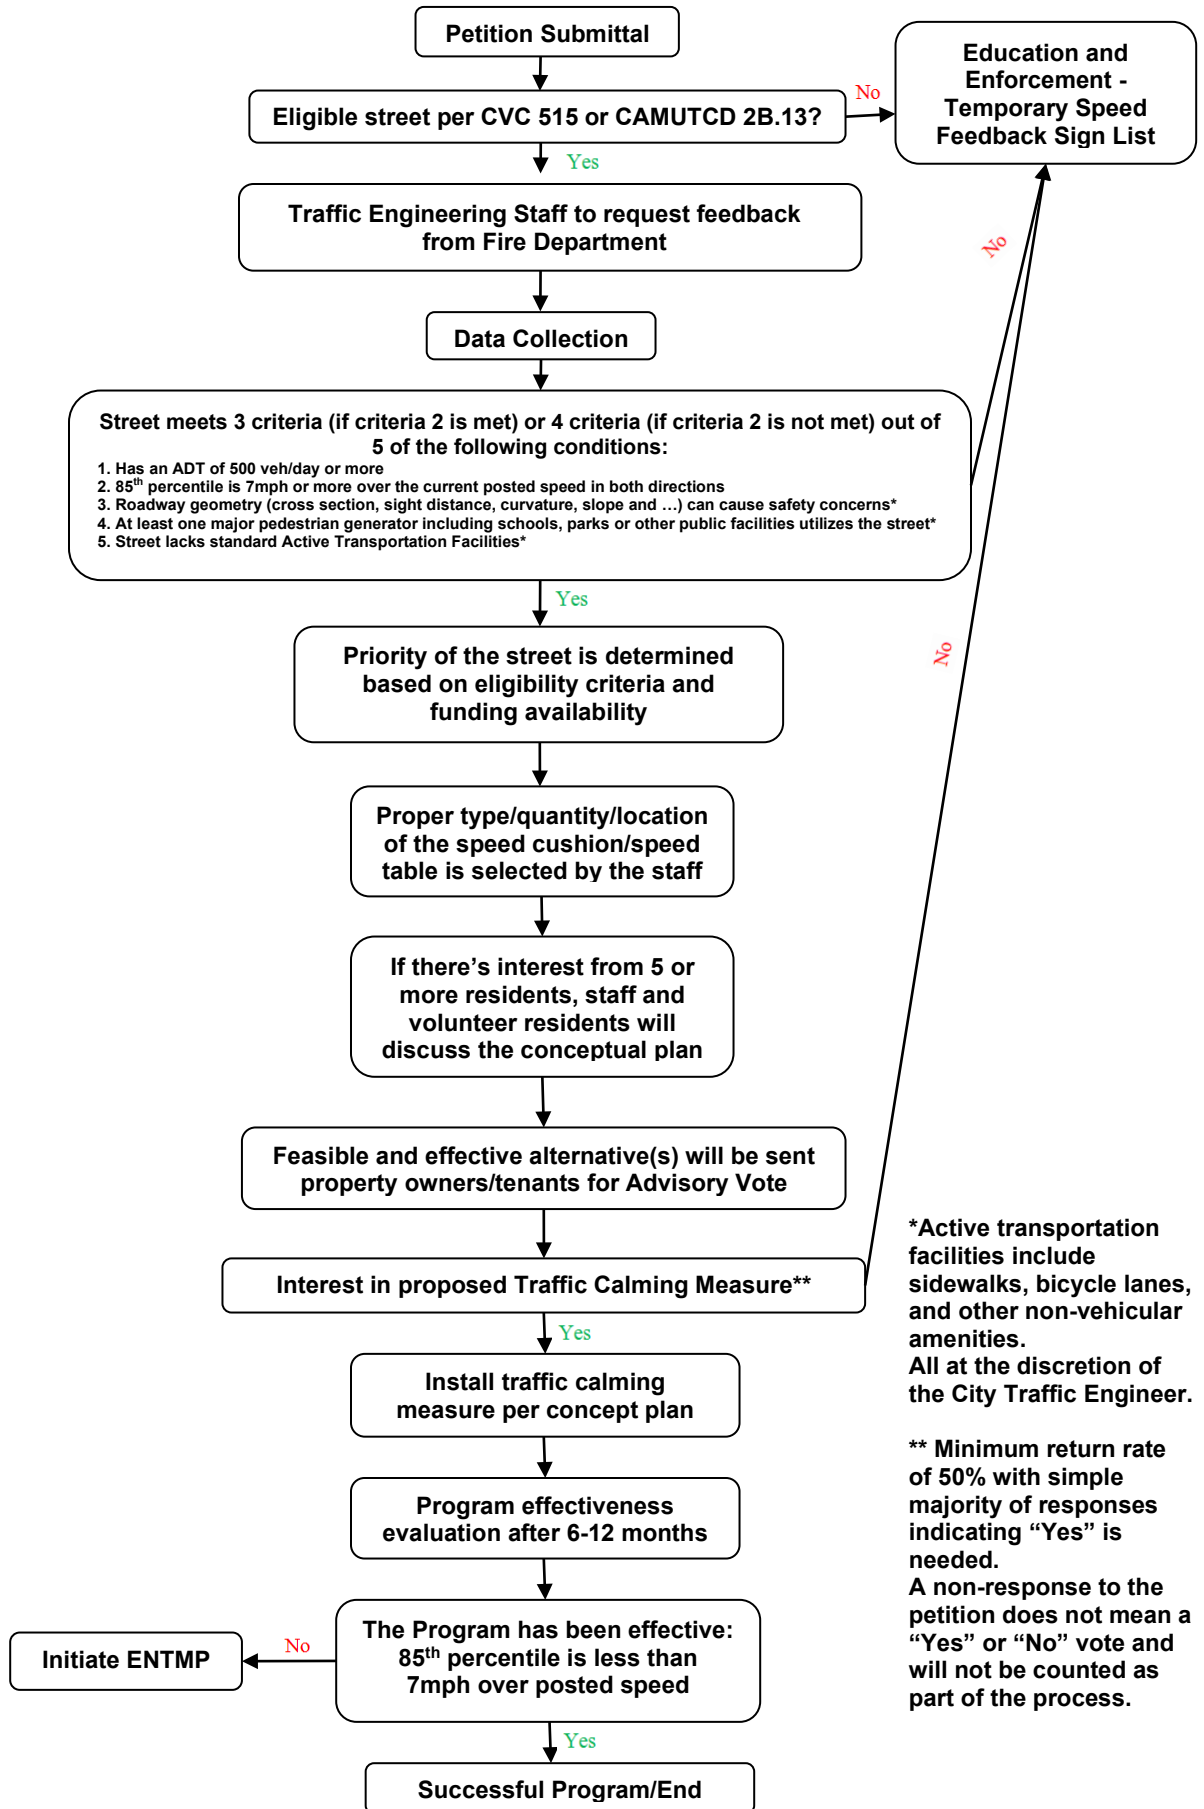 Petition Submittal
Education and
Enforcement -
Temporary Speed
Feedback Sign List
Eligible street per CVC 515 or CAMUTCD 2B.13?
No
Yes
Traffic Engineering Staff to request feedback
from Fire Department
No
Data Collection
Street meets 3 criteria (if criteria 2 is met) or 4 criteria (if criteria 2 is not met) out of
5 of the following conditions:
1. Has an ADT of 500 veh/day or more
2. 85th percentile is 7mph or more over the current posted speed in both directions
3. Roadway geometry (cross section, sight distance, curvature, slope and …) can cause safety concerns*
4. At least one major pedestrian generator including schools, parks or other public facilities utilizes the street*
5. Street lacks standard Active Transportation Facilities*
Yes
No
Priority of the street is determined
based on eligibility criteria and
funding availability
Proper type/quantity/location
of the speed cushion/speed
table is selected by the staff
If there's interest from 5 or
more residents, staff and
volunteer residents will
discuss the conceptual plan
Feasible and effective alternative(s) will be sent
property owners/tenants for Advisory Vote
Interest in proposed Traffic Calming Measure**
Yes
Install traffic calming
measure per concept plan
Program effectiveness
evaluation after 6-12 months
The Program has been effective:
85th percentile is less than
7mph over posted speed
No
Initiate ENTMP
Yes
Successful Program/End
*Active transportation
facilities include
sidewalks, bicycle lanes,
and other non-vehicular
amenities.
All at the discretion of
the City Traffic Engineer.
** Minimum return rate
of 50% with simple
majority of responses
indicating “Yes” is
needed.
A non-response to the
petition does not mean a
“Yes” or “No” vote and
will not be counted as
part of the process.